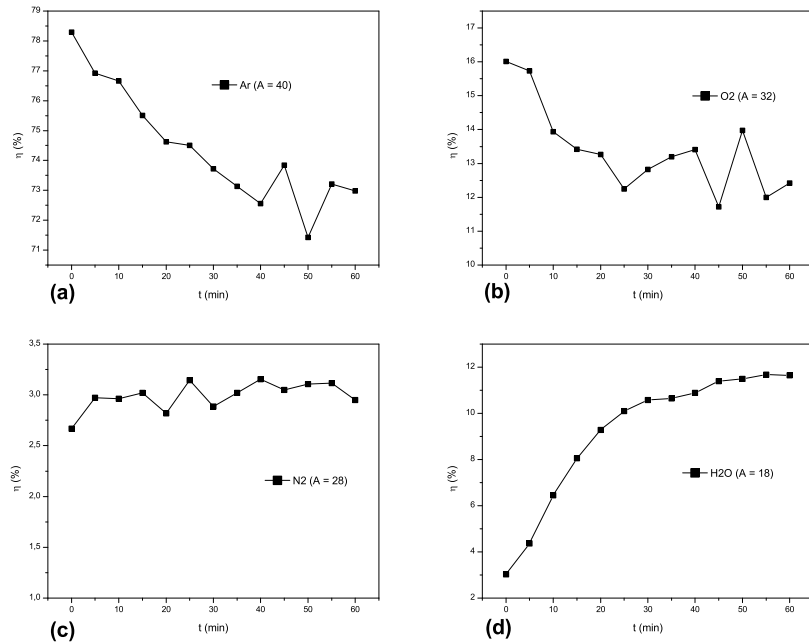 79
78
77
76
75
74
73
72
71
η (%)
Ar (A = 40)
0 10 20 30 40 50 60
t (min)
(a)
17
16
15
14
13
12
11
10
η (%)
O2 (A = 32)
0 10 20 30 40 50 60
t (min)
(b)
3,5
3,0
2,5
2,0
1,5
1,0
η (%)
N2 (A = 28)
0 10 20 30 40 50 60
t (min)
(c)
12
10
8
6
4
2
η (%)
H2O (A = 18)
0 10 20 30 40 50 60
t (min)
(d)